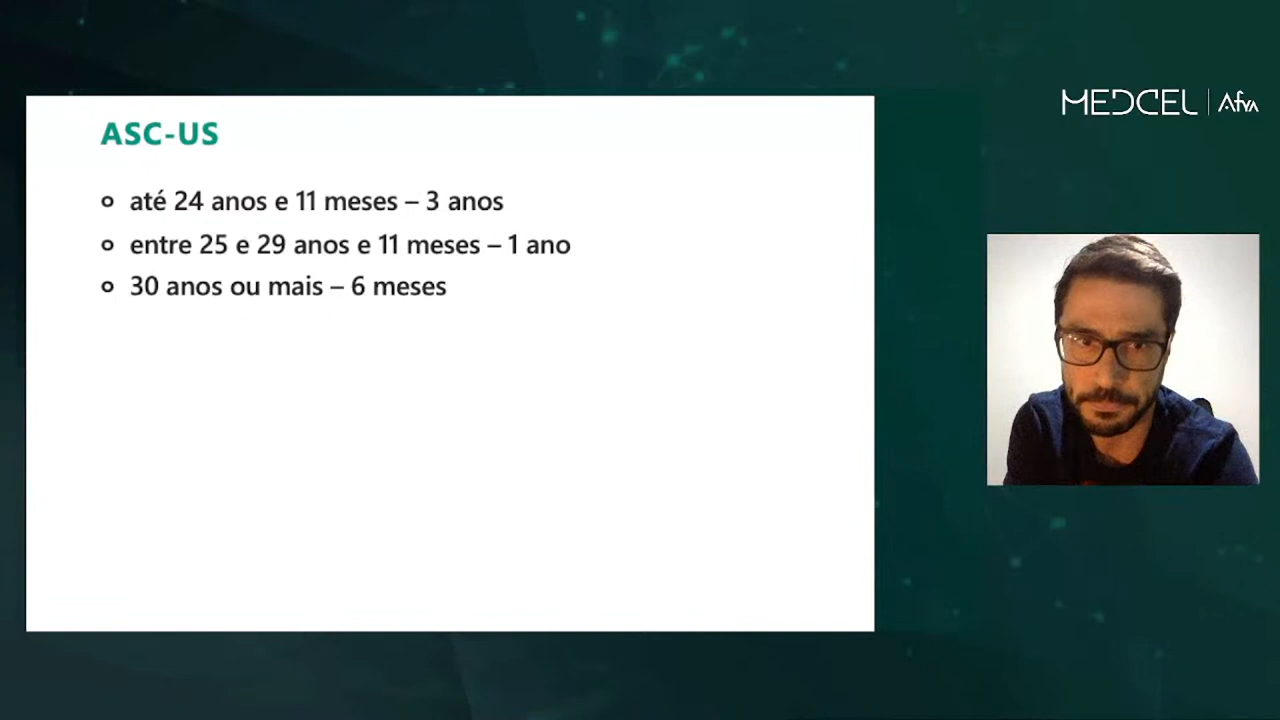 MEDCEL | Afya
ASC-US
o até 24 anos e 11 meses – 3 anos
o entre 25 e 29 anos e 11 meses – 1 ano
o 30 anos ou mais – 6 meses